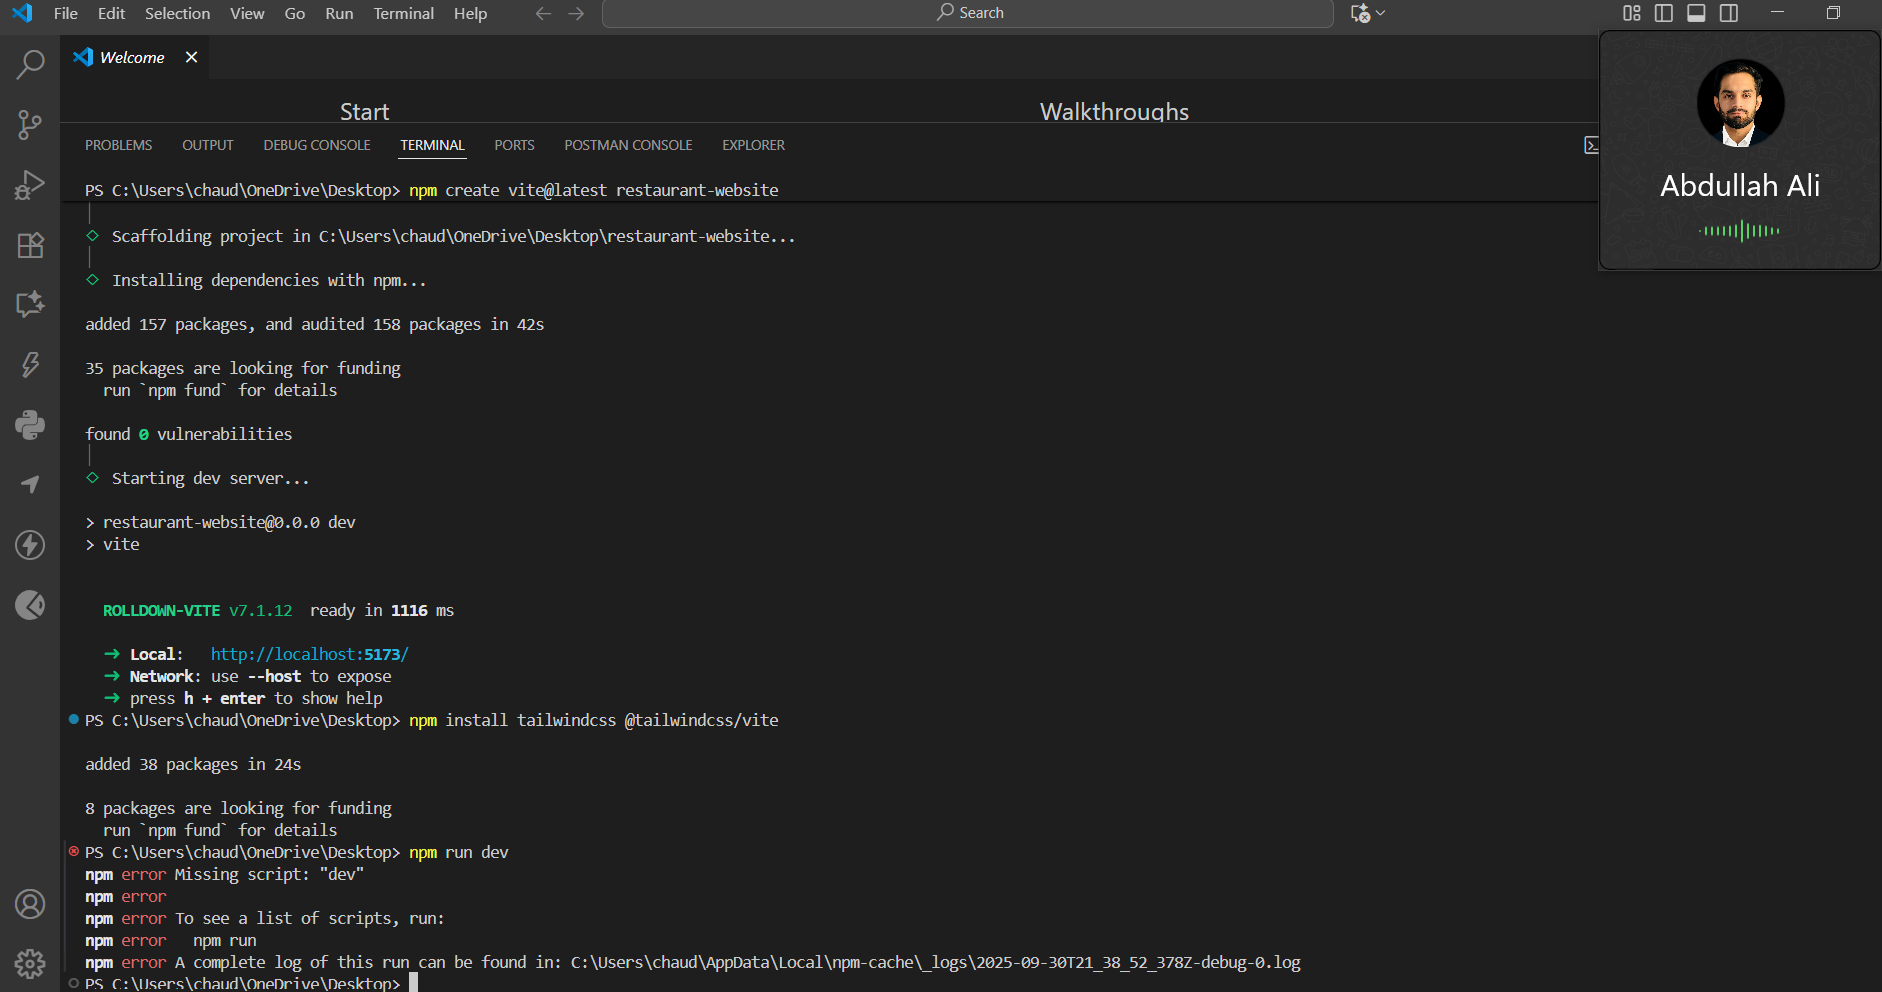 File Edit Selection View Go Run Terminal Help
Search
Welcome
Start
Walkthroughs
PROBLEMS OUTPUT DEBUG CONSOLE TERMINAL PORTS POSTMAN CONSOLE EXPLORER
Abdullah Ali
PS C:\Users\chaud\OneDrive\Desktop> npm create vite@latest restaurant-website
Scaffolding project in C:\Users\chaud\OneDrive\Desktop\restaurant-website...
Installing dependencies with npm...
added 157 packages, and audited 158 packages in 42s
35 packages are looking for funding
run `npm fund` for details
found 0 vulnerabilities
Starting dev server...
> restaurant-website@0.0.0 dev
> vite
ROLLDOWN-VITE v7.1.12 ready in 1116 ms
➜ Local: http://localhost:5173/
➜ Network: use --host to expose
➜ press h + enter to show help
PS C:\Users\chaud\OneDrive\Desktop> npm install tailwindcss @tailwindcss/vite
added 38 packages in 24s
8 packages are looking for funding
run `npm fund` for details
PS C:\Users\chaud\OneDrive\Desktop> npm run dev
npm error Missing script: "dev"
npm error
npm error To see a list of scripts, run:
npm error npm run
npm error A complete log of this run can be found in: C:\Users\chaud\AppData\Local\npm-cache\_logs\2025-09-30T21_38_52_378Z-debug-0.log
PS C:\Users\chaud\OneDrive\Desktop>